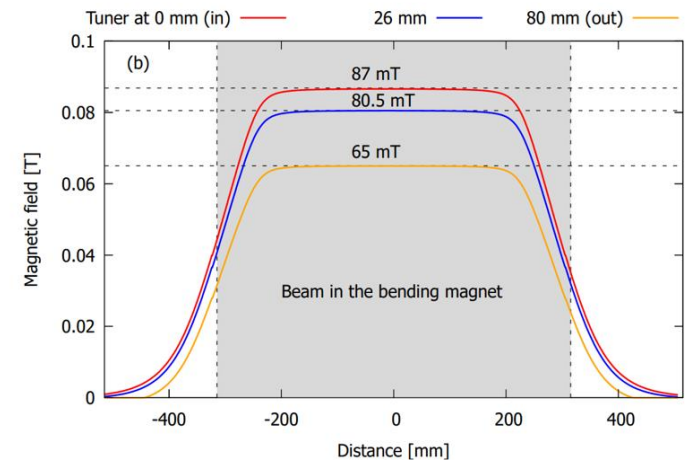 Tuner at 0 mm (in) 26 mm 80 mm (out)
(b)
87 mT
80.5 mT
65 mT
Beam in the bending magnet
Magnetic field [T]
0.1
0.08
0.06
0.04
0.02
0
-400 -200 0 200 400
Distance [mm]